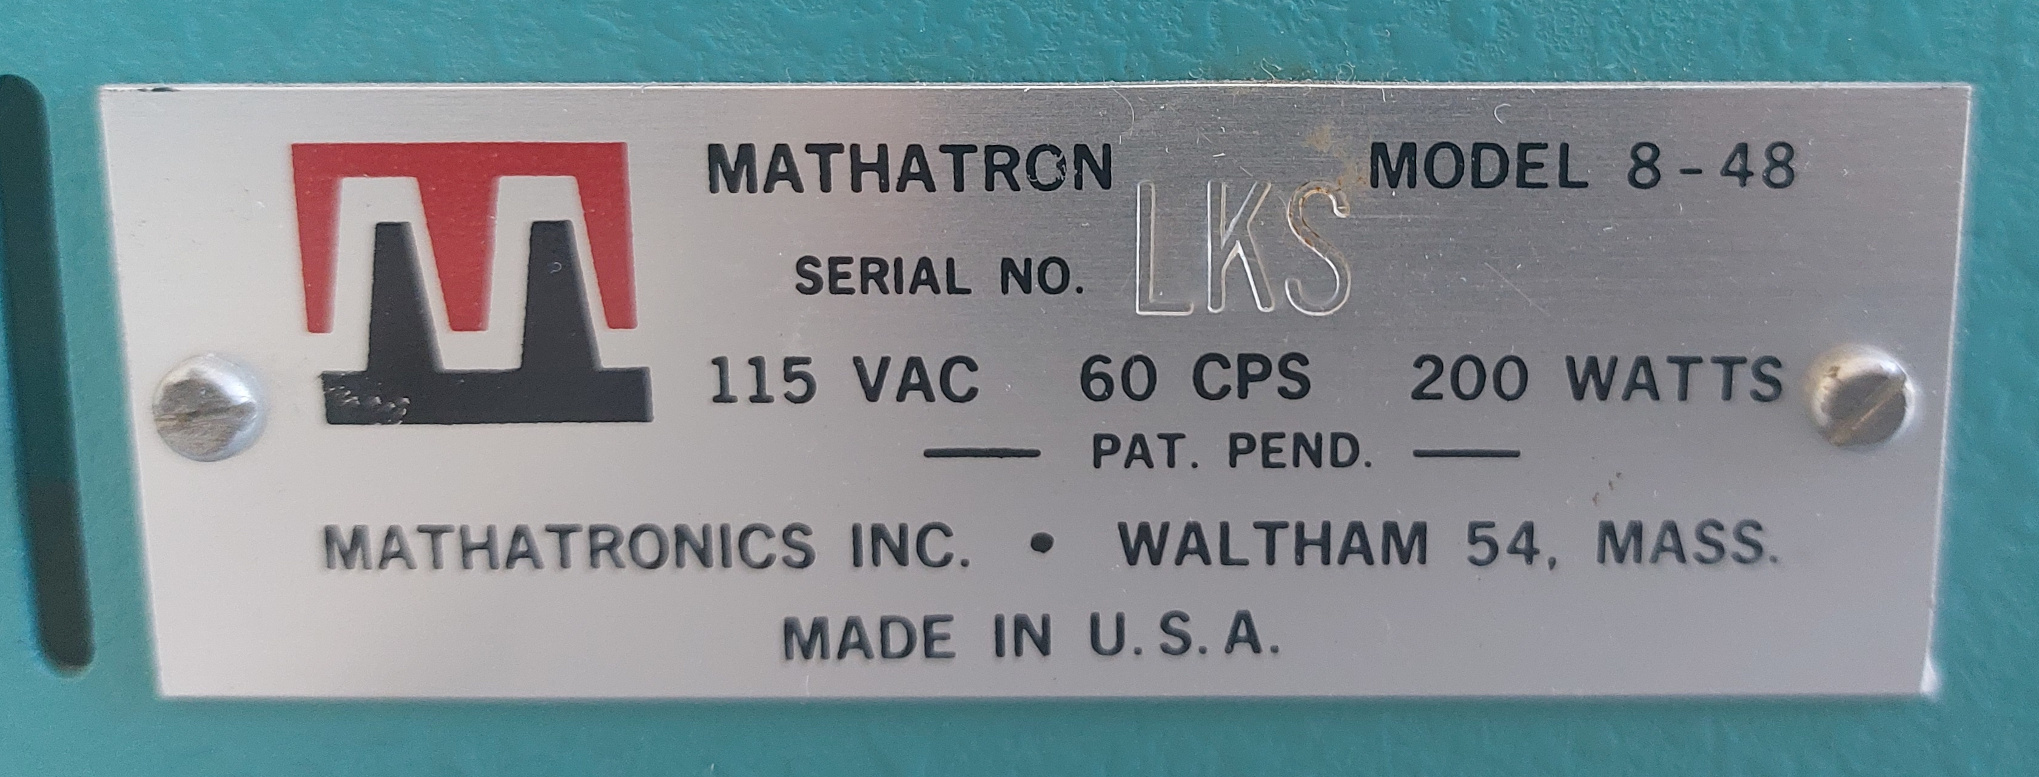 MATHATRON MODEL 8-48
SERIAL NO. LKS
115 VAC 60 CPS 200 WATTS
— PAT. PEND. —
MATHATRONICS INC. • WALTHAM 54, MASS.
MADE IN U.S.A.